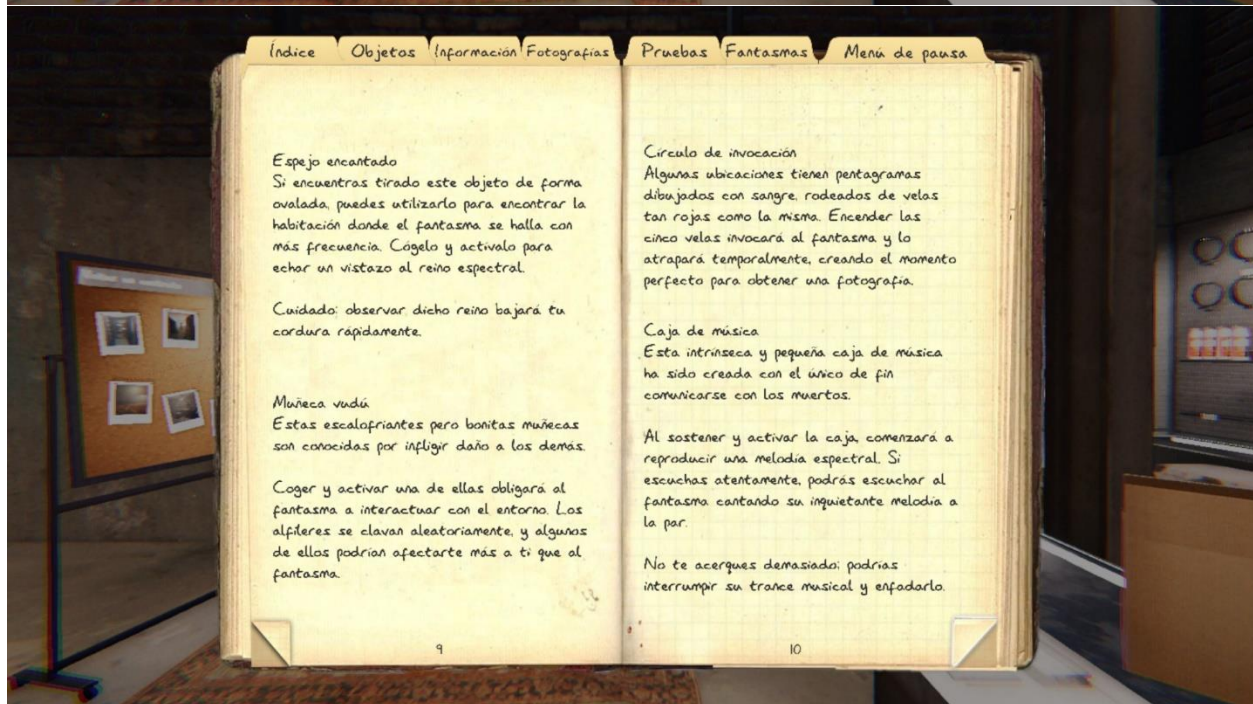 Índice
Objetos
Información
Fotografías
Pruebas
Fantasmas
Menú de pausa
Espejo encantado
Si encuentras tirado este objeto de forma
ovalada, puedes utilizarlo para encontrar la
habitación donde el fantasma se halla con
más frecuencia. Cógelo y actívalo para
echar un vistazo al reino espectral.
Cuidado: observar dicho reino bajará tu
cordura rápidamente.
Muñeca vudú
Estas escalofriantes pero bonitas muñecas
son conocidas por infligir daño a los demás.
Coger y activar una de ellas obligará al
fantasma a interactuar con el entorno. Los
alfileres se clavan aleatoriamente, y algunos
de ellos podrían afectarte más a ti que al
fantasma.
9
Círculo de invocación
Algunas ubicaciones tienen pentagramas
dibujados con sangre, rodeados de velas
tan rojas como la misma. Encender las
cinco velas invocará al fantasma y lo
atrapará temporalmente, creando el momento
perfecto para obtener una fotografía.
Caja de música
Esta intrínseca y pequeña caja de música
ha sido creada con el único de fin
comunicarse con los muertos.
Al sostener y activar la caja, comenzará a
reproducir una melodía espectral. Si
escuchas atentamente, podrás escuchar al
fantasma cantando su inquietante melodía a
la par.
No te acerques demasiado; podrías
interrumpir su trance musical y enfadarlo.
10